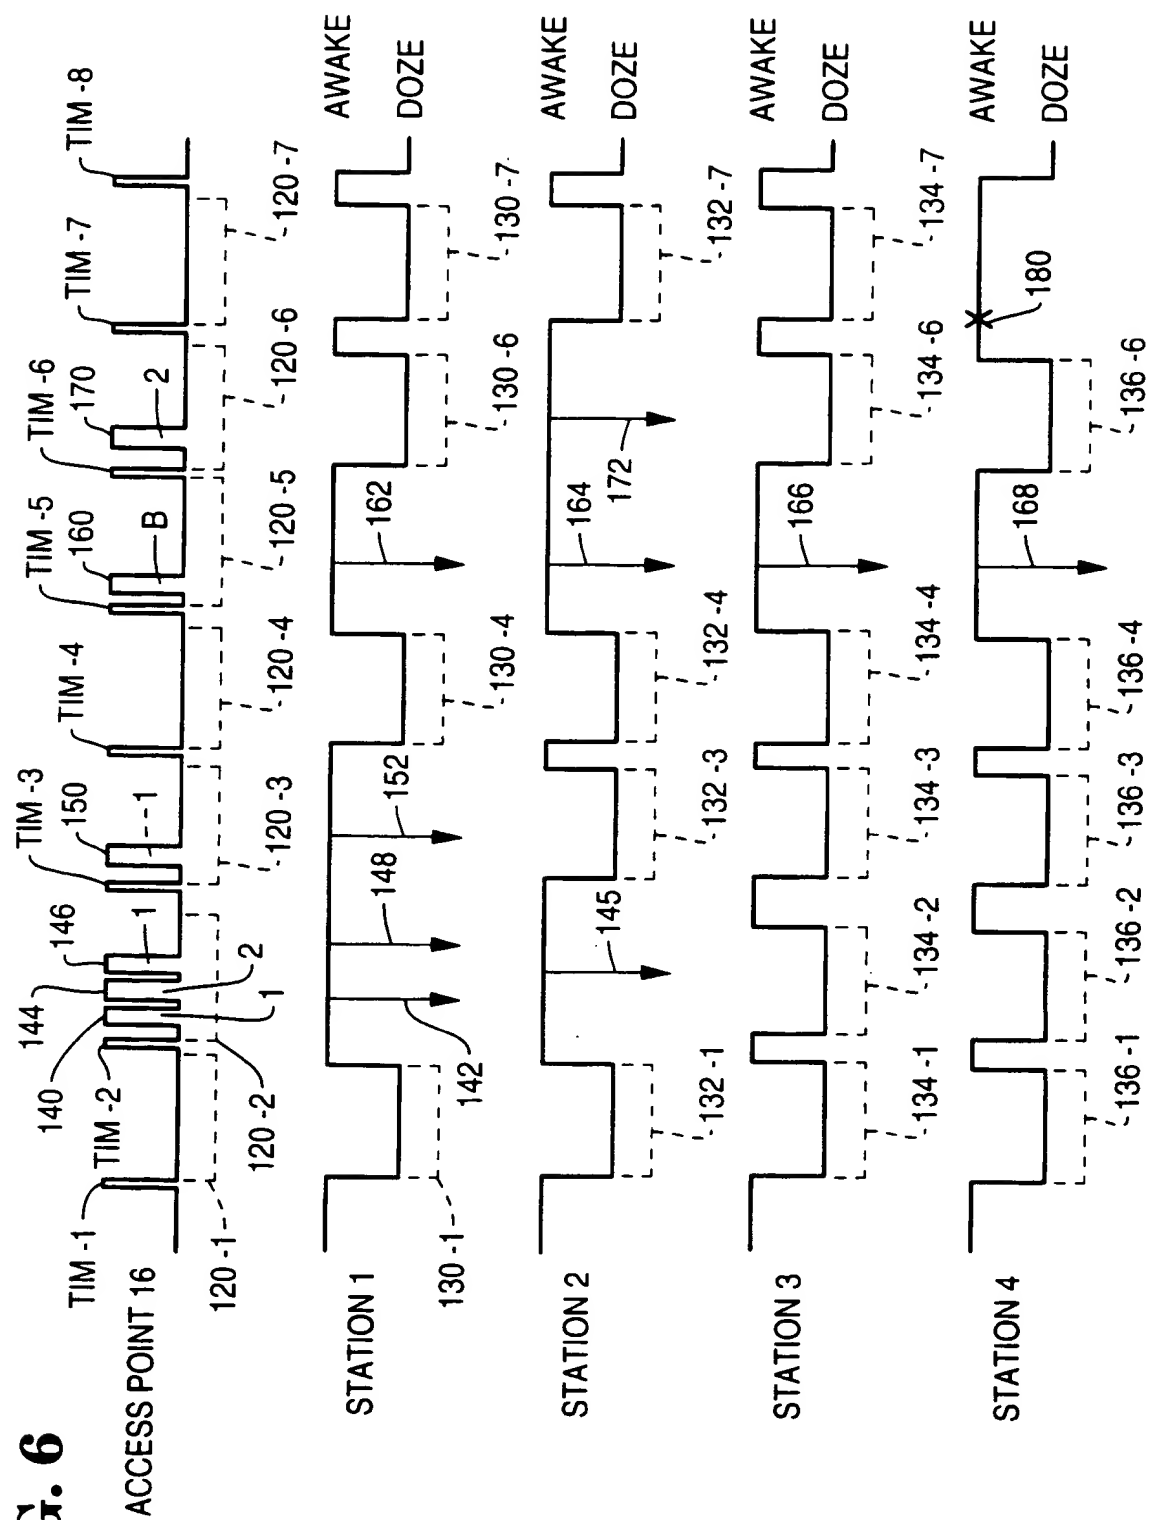 G. 6
ACCESS POINT 16
TIM -1
TIM -2
TIM -3
TIM -4
TIM -5
TIM -6
TIM -7
TIM -8
140
144
146
150
160
170
1
2
1
1
B
2
120 -1
120 -2
120 -3
120 -4
120 -5
120 -6
120 -7
STATION 1
AWAKE
DOZE
130 -1
142
148
152
130 -4
162
130 -6
130 -7
STATION 2
AWAKE
DOZE
132 -1
145
132 -3
132 -4
164
172
132 -7
STATION 3
AWAKE
DOZE
134 -1
134 -2
134 -3
134 -4
166
134 -6
134 -7
STATION 4
AWAKE
DOZE
136 -1
136 -2
136 -3
136 -4
168
136 -6
180